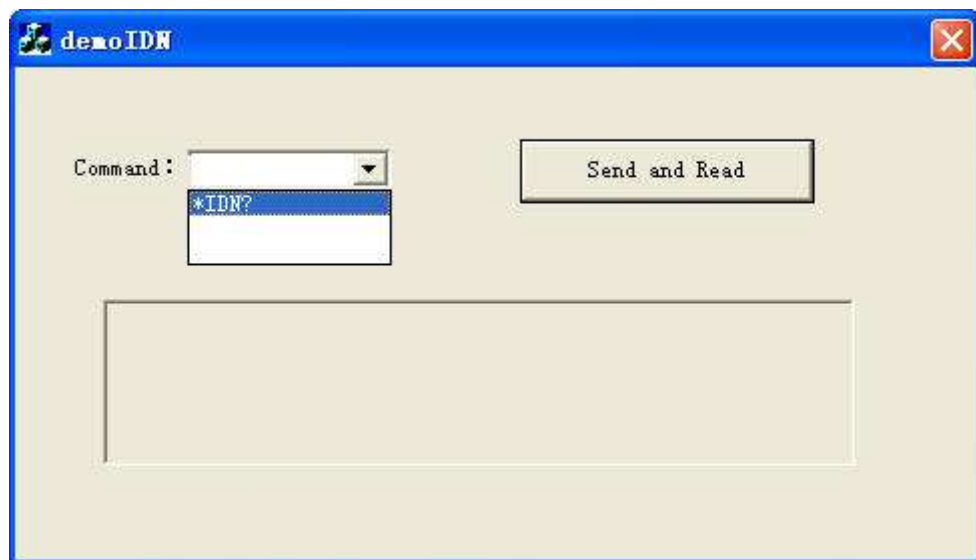 demoIDN
Command：
Send and Read
*IDN?